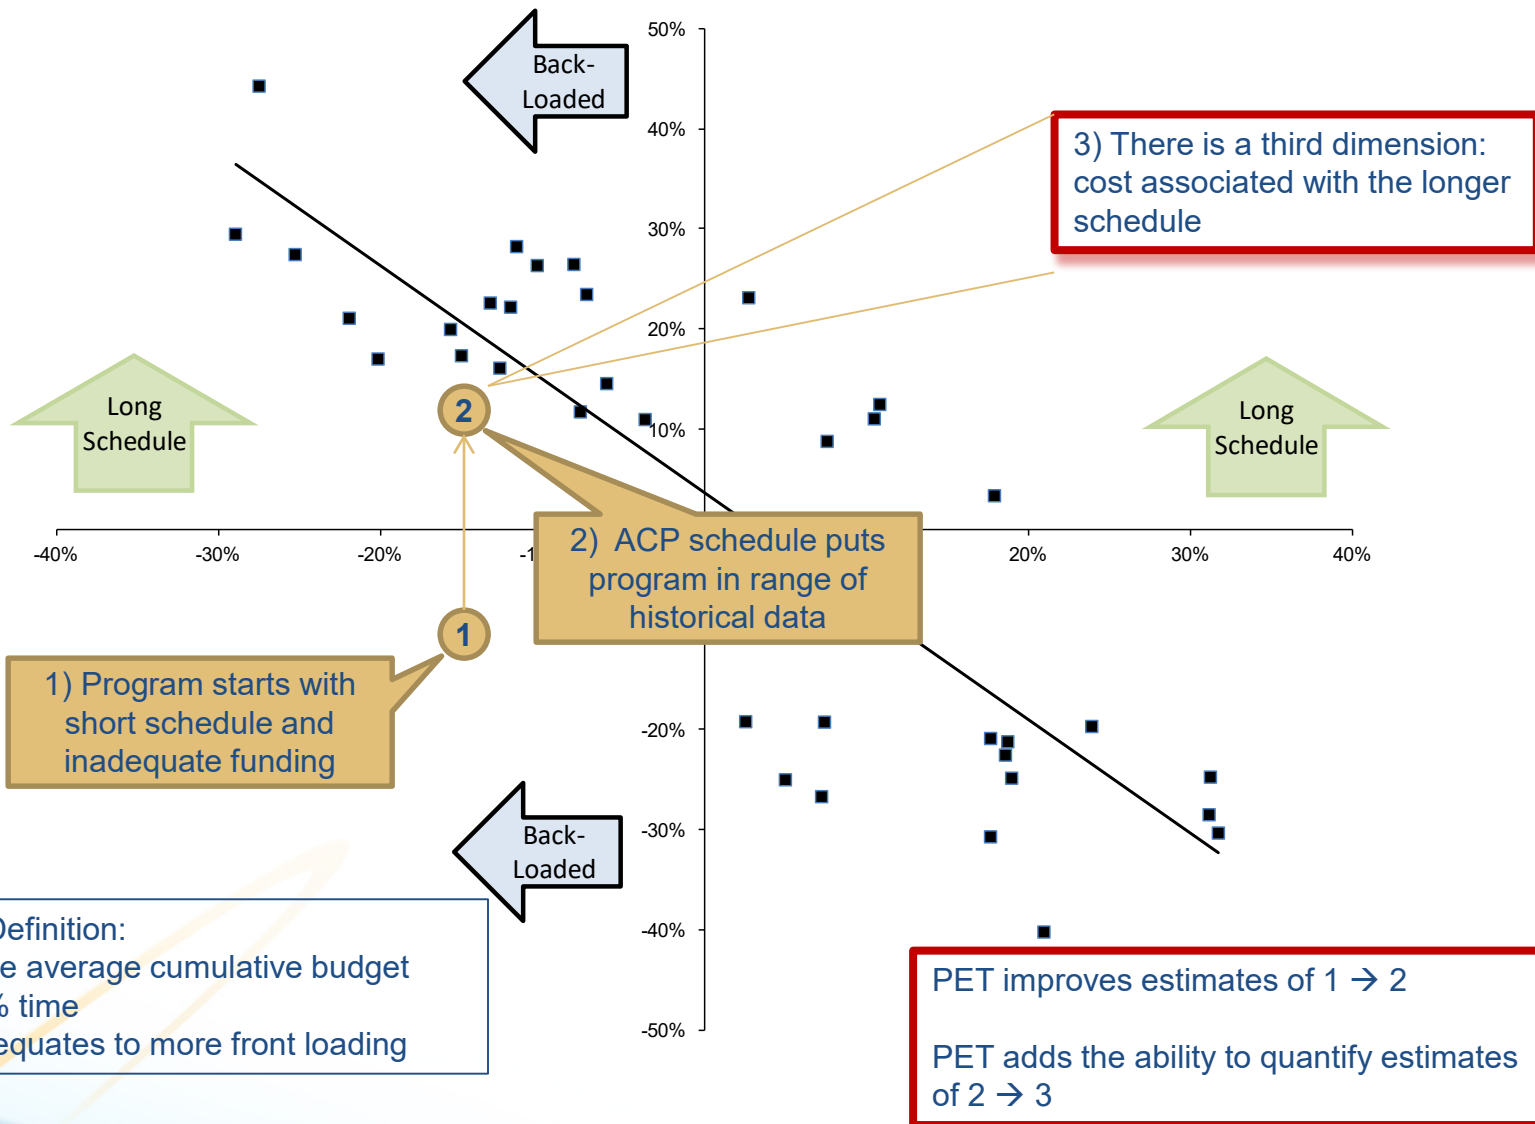 50%
Back-
Loaded
40%
3) There is a third dimension:
cost associated with the longer
schedule
30%
20%
Long
Schedule
2
10%
Long
Schedule
-40%
-30%
-20%
-1
20%
30%
40%
2) ACP schedule puts
program in range of
historical data
1
1) Program starts with
short schedule and
inadequate funding
-20%
-30%
Back-
Loaded
-40%
-50%
Definition:
e average cumulative budget
% time
equates to more front loading
PET improves estimates of 1 → 2
PET adds the ability to quantify estimates
of 2 → 3